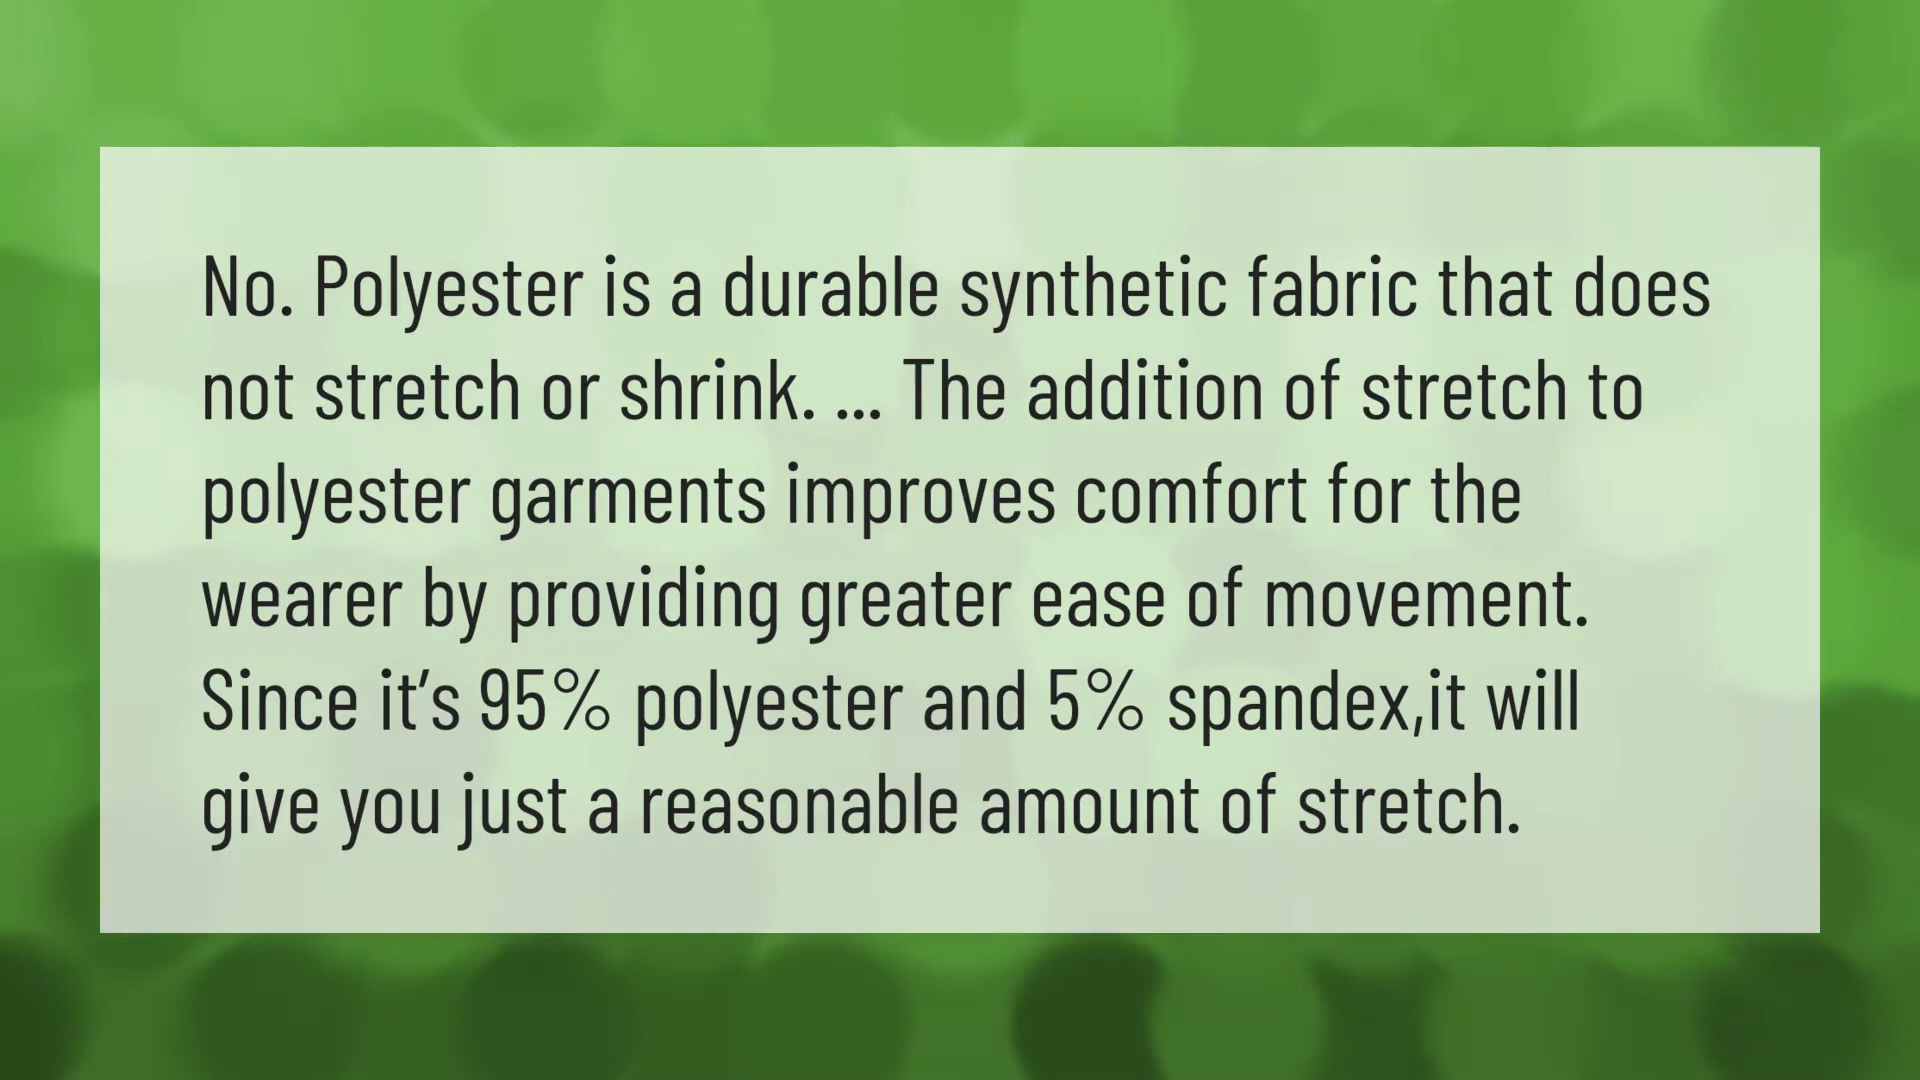 No. Polyester is a durable synthetic fabric that does
not stretch or shrink. ... The addition of stretch to
polyester garments improves comfort for the
wearer by providing greater ease of movement.
Since it’s 95% polyester and 5% spandex,it will
give you just a reasonable amount of stretch.